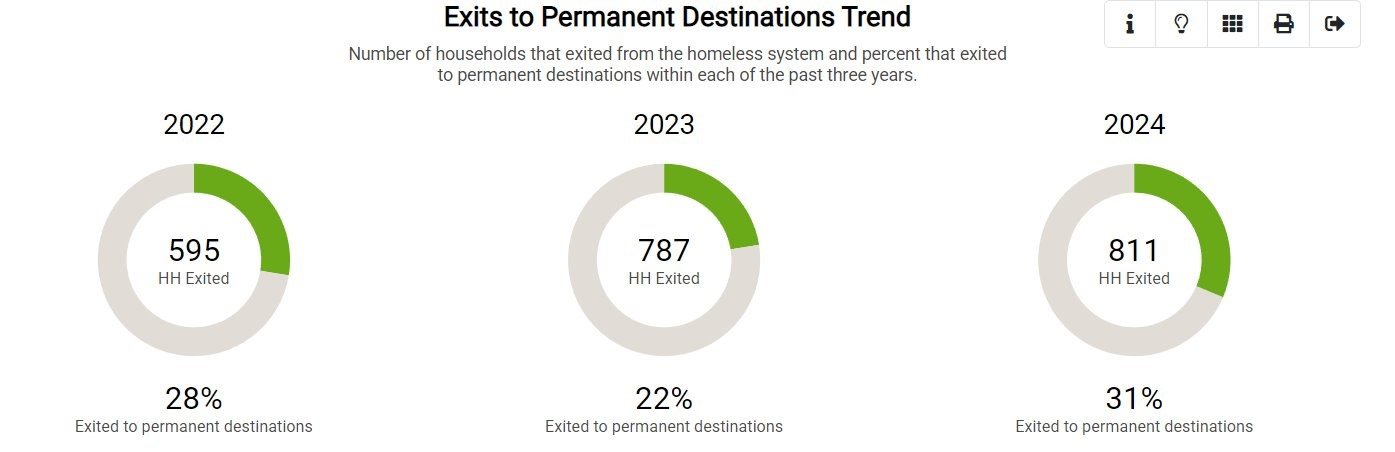 Exits to Permanent Destinations Trend
Number of households that exited from the homeless system and percent that exited
to permanent destinations within each of the past three years.
2022
595
HH Exited
28%
Exited to permanent destinations
2023
787
HH Exited
22%
Exited to permanent destinations
2024
811
HH Exited
31%
Exited to permanent destinations